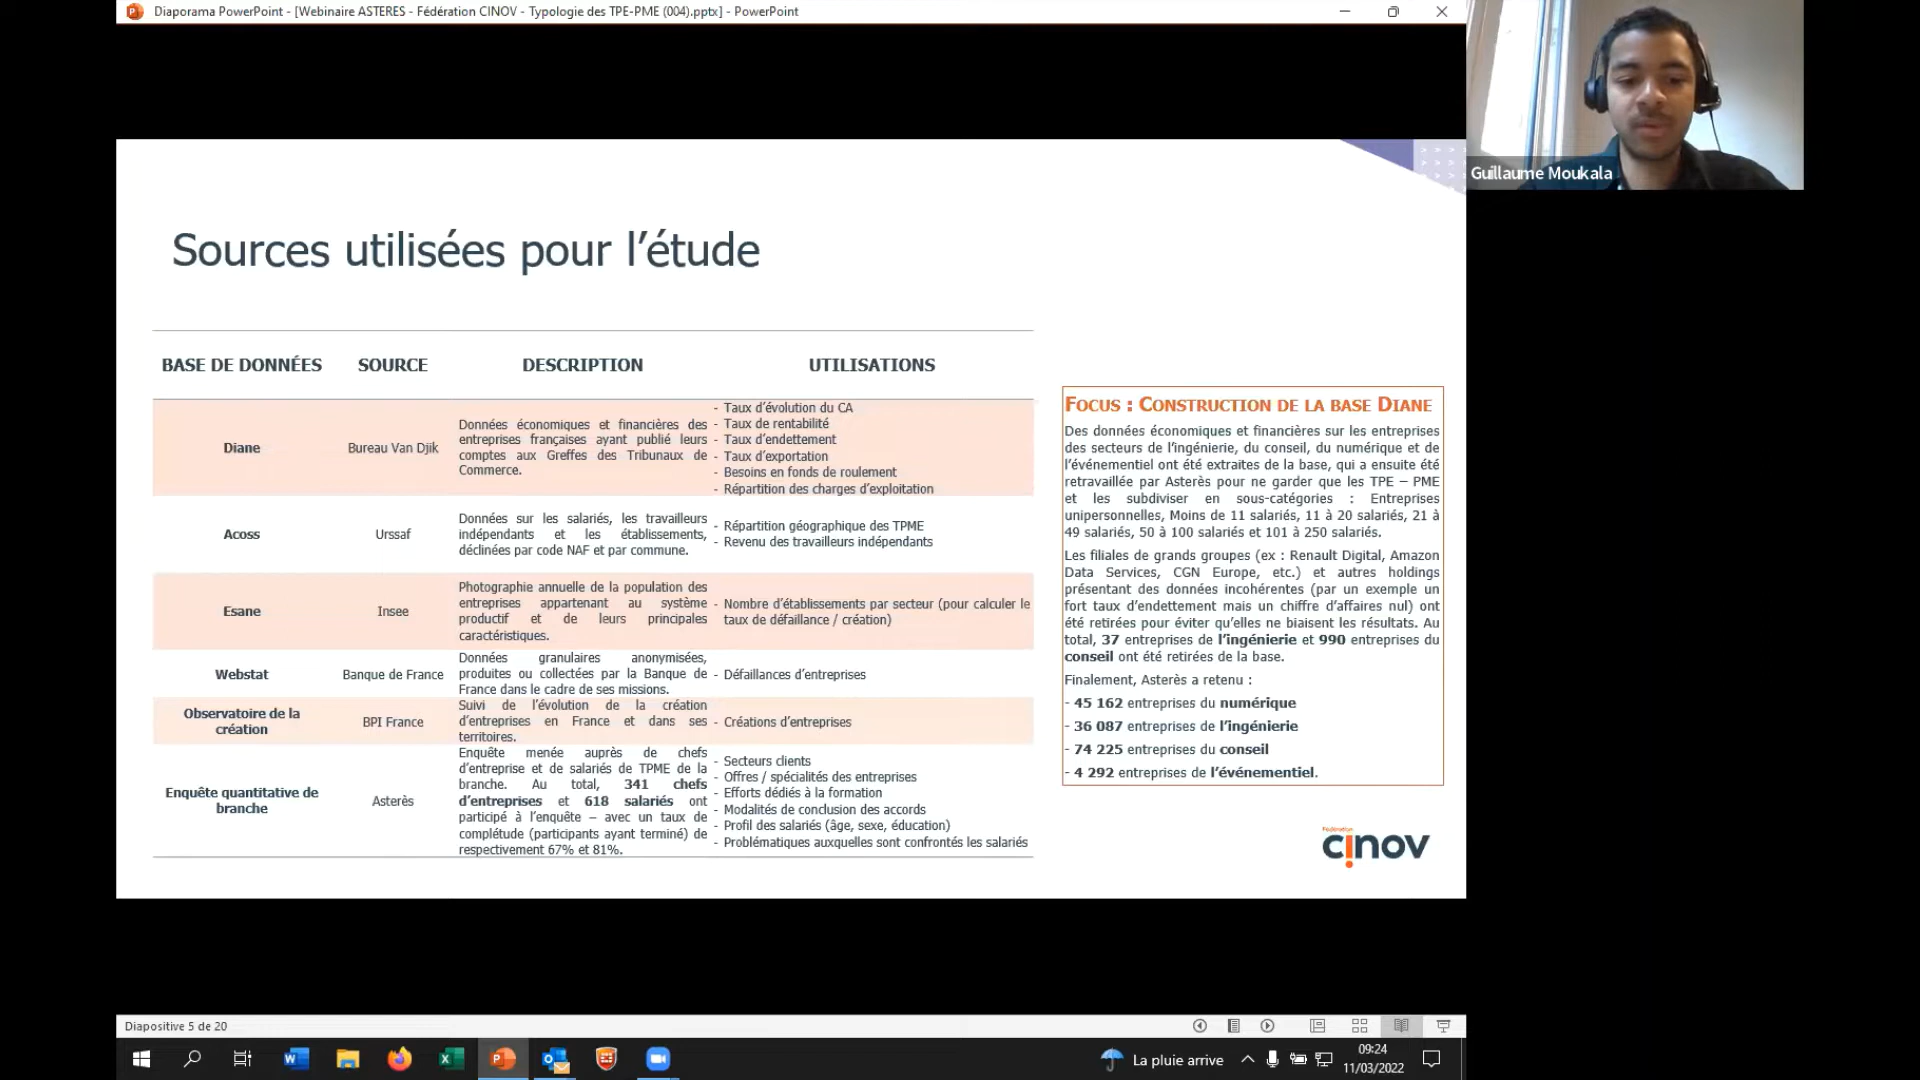 Diaporama PowerPoint - [Webinaire ASTERES - Fédération CINOV - Typologie des TPE-PME (004).pptx] - PowerPoint
Guillaume Moukala
Sources utilisées pour l’étude
BASE DE DONNÉES
SOURCE
DESCRIPTION
UTILISATIONS
Diane
Bureau Van Djik
Données économiques et financières des
entreprises françaises ayant publié leurs
comptes aux Greffes des Tribunaux de
Commerce.
- Taux d’évolution du CA
- Taux de rentabilité
- Taux d’endettement
- Taux d’exportation
- Besoins en fonds de roulement
- Répartition des charges d’exploitation
Acoss
Urssaf
Données sur les salariés, les travailleurs
indépendants et les établissements,
déclinées par code NAF et par commune.
- Répartition géographique des TPME
- Revenu des travailleurs indépendants
Esane
Insee
Photographie annuelle de la population des
entreprises appartenant au système
productif et de leurs principales
caractéristiques.
- Nombre d’établissements par secteur (pour calculer le
taux de défaillance / création)
Webstat
Banque de France
Données granulaires anonymisées,
produites ou collectées par la Banque de
France dans le cadre de ses missions.
- Défaillances d’entreprises
Observatoire de la
création
BPI France
Suivi de l’évolution de la création
d’entreprises en France et dans ses
territoires.
- Créations d’entreprises
Enquête quantitative de
branche
Asterès
Enquête menée auprès de chefs
d’entreprise et de salariés de TPME de la
branche. Au total, 341 chefs
d’entreprises et 618 salariés ont
participé à l’enquête – avec un taux de
complétude (participants ayant terminé) de
respectivement 67% et 81%.
- Secteurs clients
- Offres / spécialités des entreprises
- Efforts dédiés à la formation
- Modalités de conclusion des accords
- Profil des salariés (âge, sexe, éducation)
- Problématiques auxquelles sont confrontés les salariés
FOCUS : CONSTRUCTION DE LA BASE DIANE
Des données économiques et financières sur les entreprises
des secteurs de l’ingénierie, du conseil, du numérique et de
l’événementiel ont été extraites de la base, qui a ensuite été
retravaillée par Asterès pour ne garder que les TPE – PME
et les subdiviser en sous-catégories : Entreprises
unipersonnelles, Moins de 11 salariés, 11 à 20 salariés, 21 à
49 salariés, 50 à 100 salariés et 101 à 250 salariés.
Les filiales de grands groupes (ex : Renault Digital, Amazon
Data Services, CGN Europe, etc.) et autres holdings
présentant des données incohérentes (par un exemple un
fort taux d’endettement mais un chiffre d’affaires nul) ont
été retirées pour éviter qu’elles ne biaisent les résultats. Au
total, 37 entreprises de l’ingénierie et 990 entreprises du
conseil ont été retirées de la base.
Finalement, Asterès a retenu :
- 45 162 entreprises du numérique
- 36 087 entreprises de l’ingénierie
- 74 225 entreprises du conseil
- 4 292 entreprises de l’événementiel.
Fédération
cinov
Diapositive 5 de 20
La pluie arrive
09:24
11/03/2022